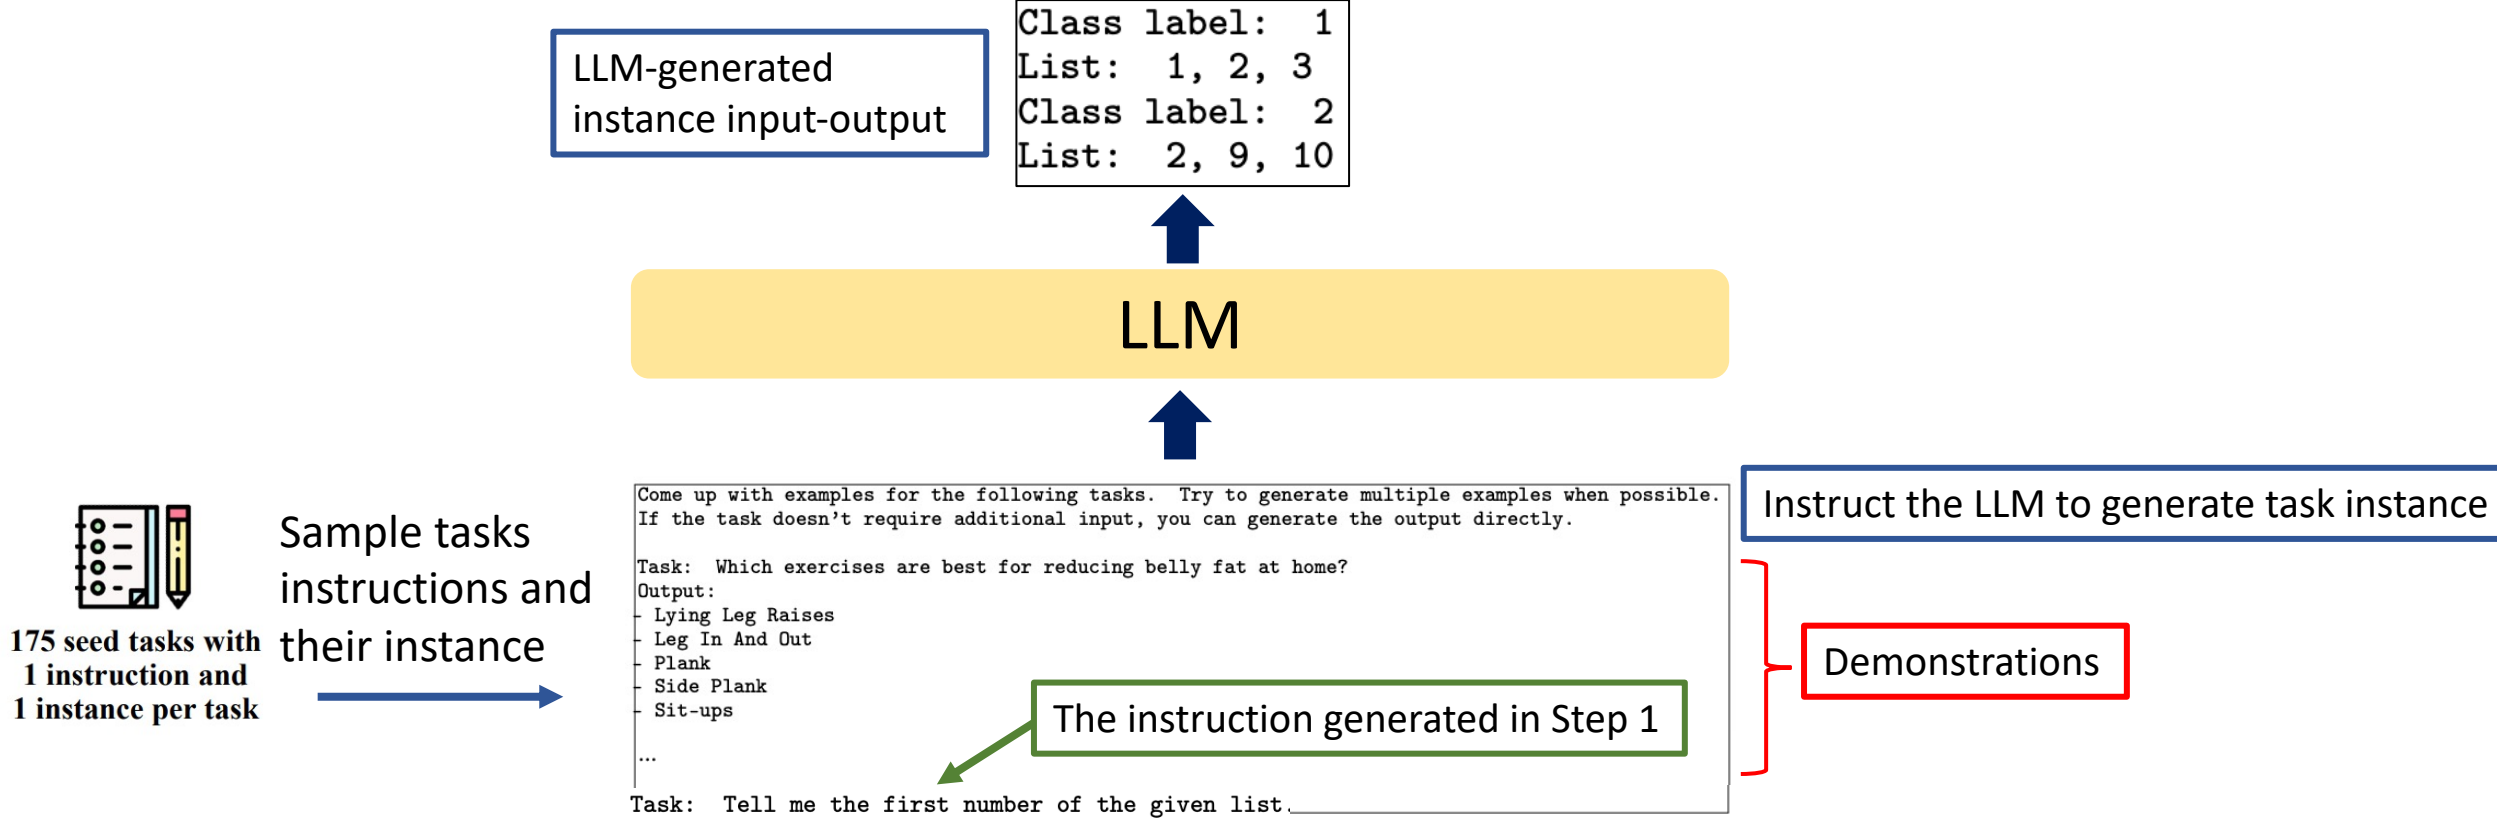 LLM-generated
instance input-output
Class label:  1
List:  1, 2, 3
Class label:  2
List:  2, 9, 10
LLM
175 seed tasks with
1 instruction and
1 instance per task
Sample tasks
instructions and
their instance
Come up with examples for the following tasks.  Try to generate multiple examples when possible.
If the task doesn't require additional input, you can generate the output directly.
Task:  Which exercises are best for reducing belly fat at home?
Output:
- Lying Leg Raises
- Leg In And Out
- Plank
- Side Plank
- Sit-ups
...
The instruction generated in Step 1
Task:  Tell me the first number of the given list.
Instruct the LLM to generate task instance
Demonstrations